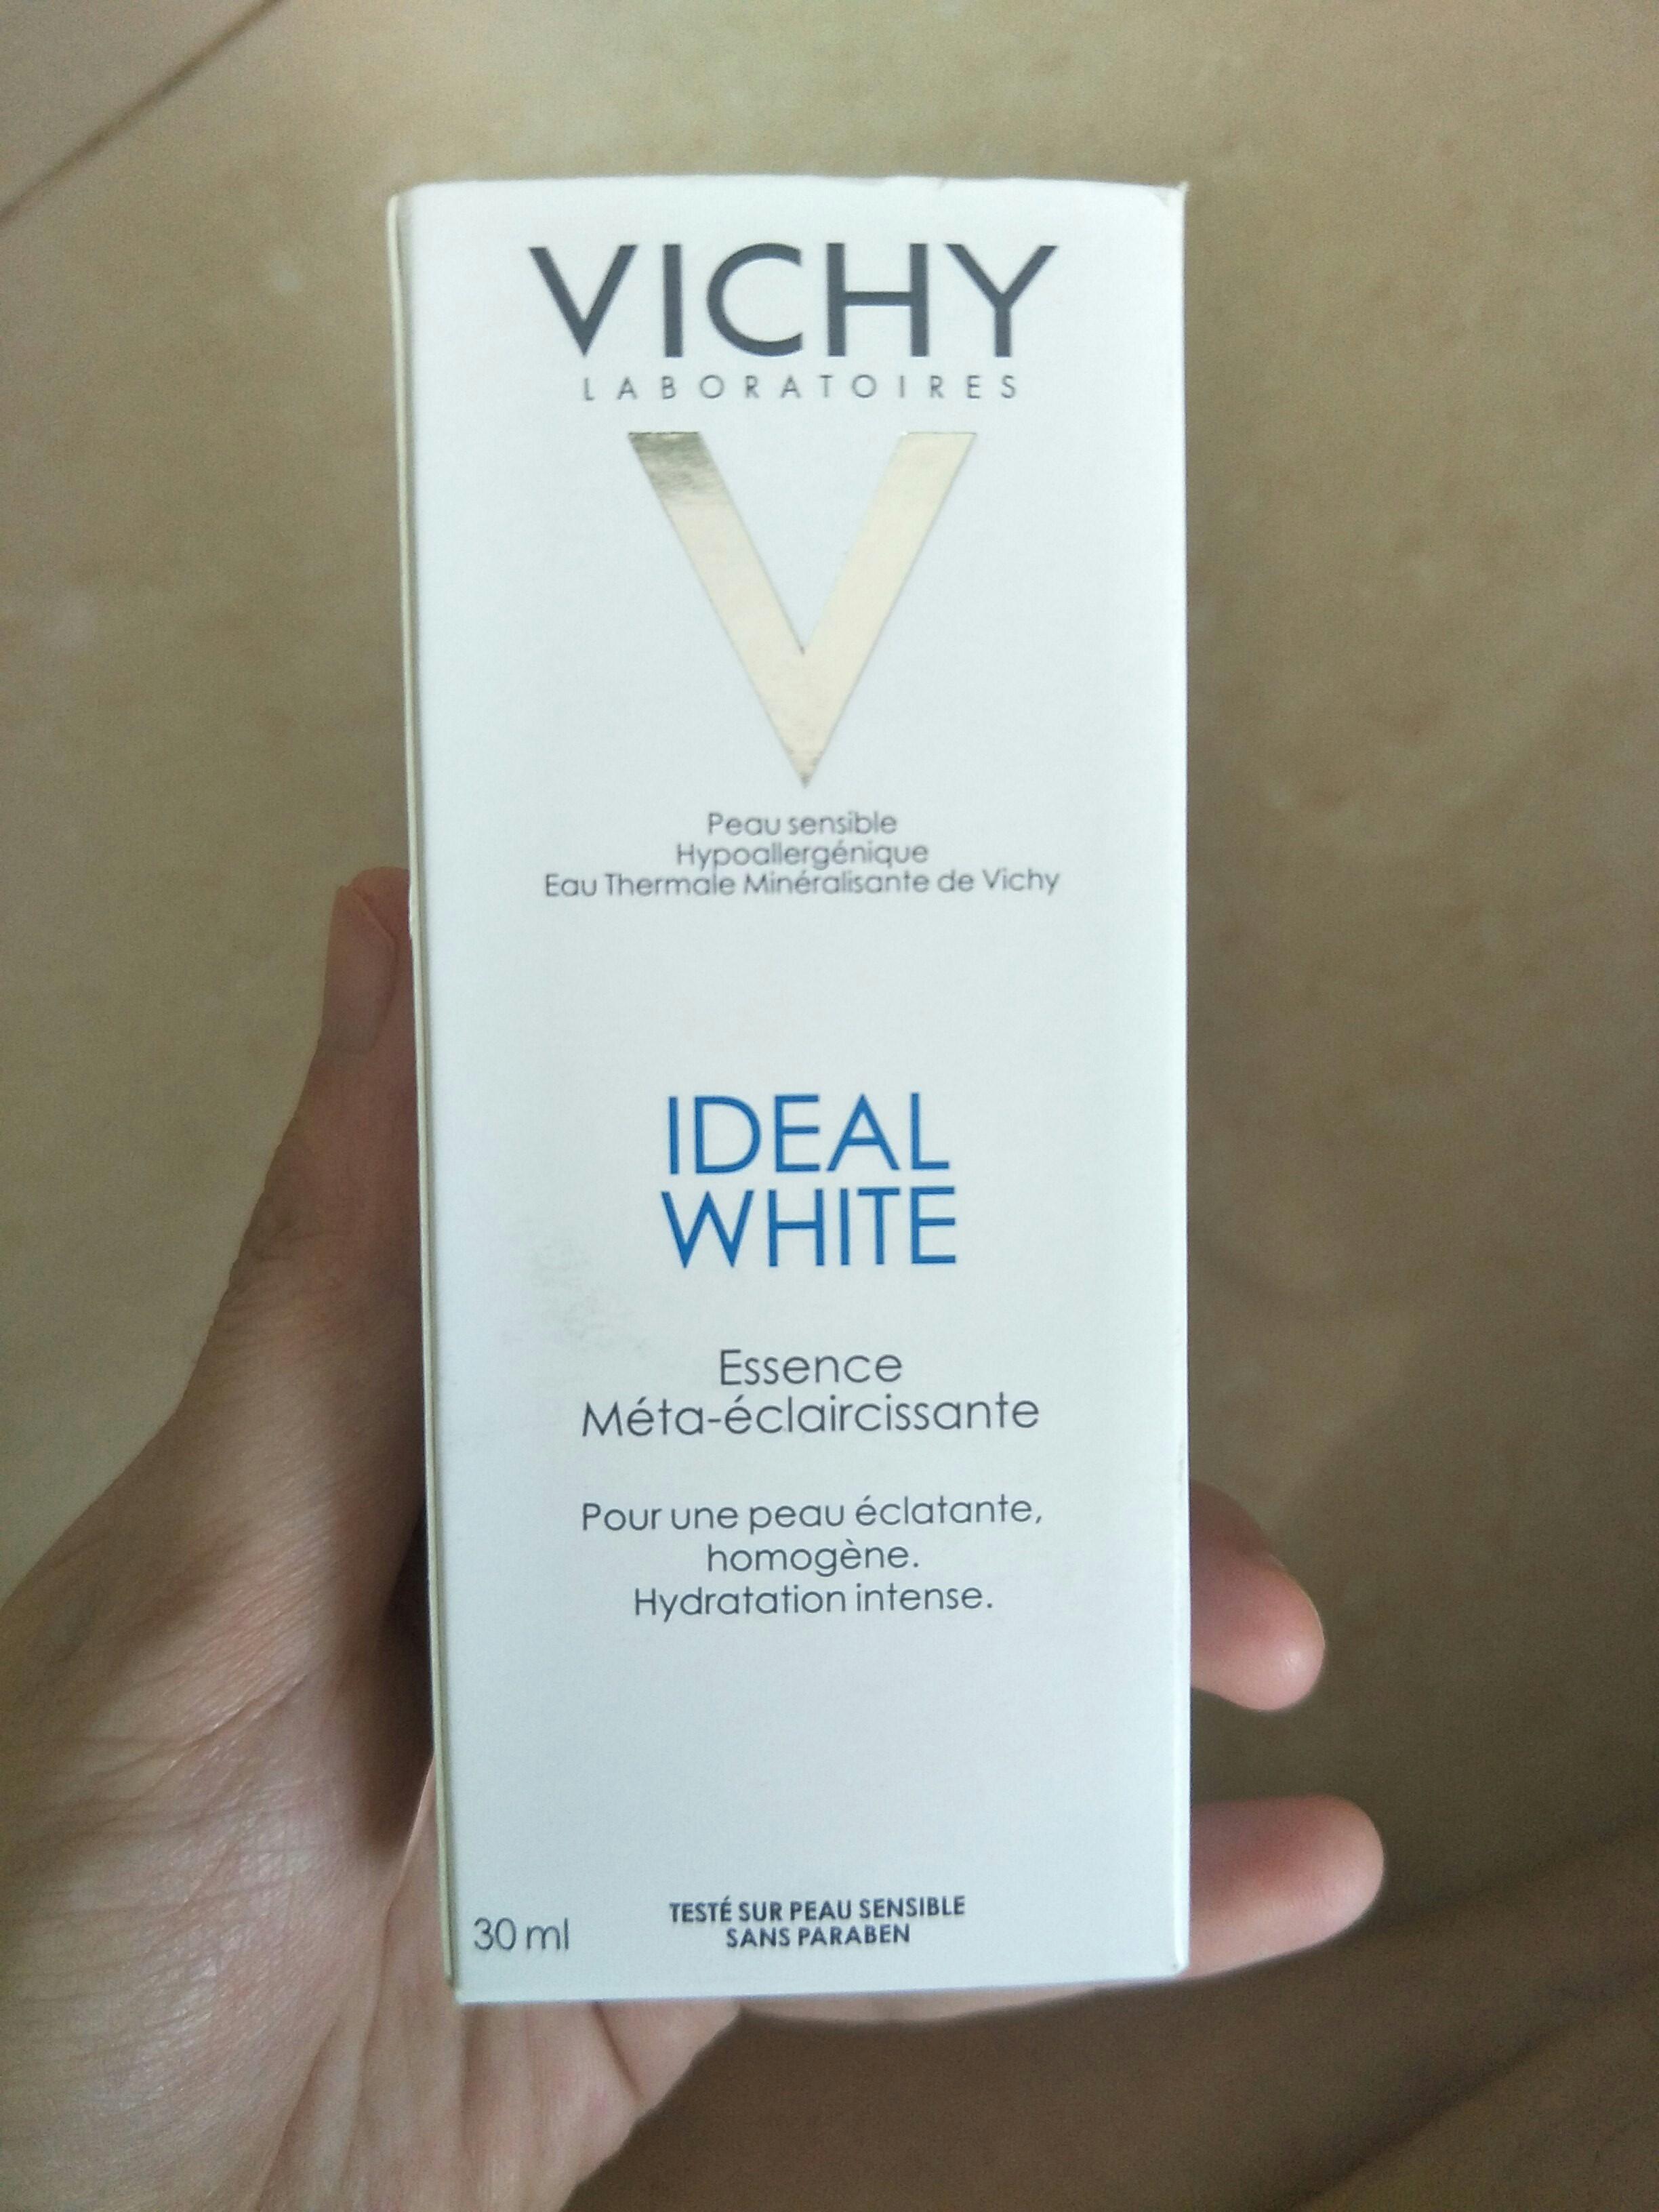 VICHY
LABORATOIRES
V
Peau sensible
Hypoallergénique
Eau Thermale Minéralisante de Vichy
IDEAL
WHITE
Essence
Méta-éclaircissante
Pour une peau éclatante,
homogène.
Hydratation intense.
30 ml
TESTÉ SUR PEAU SENSIBLE
SANS PARABEN